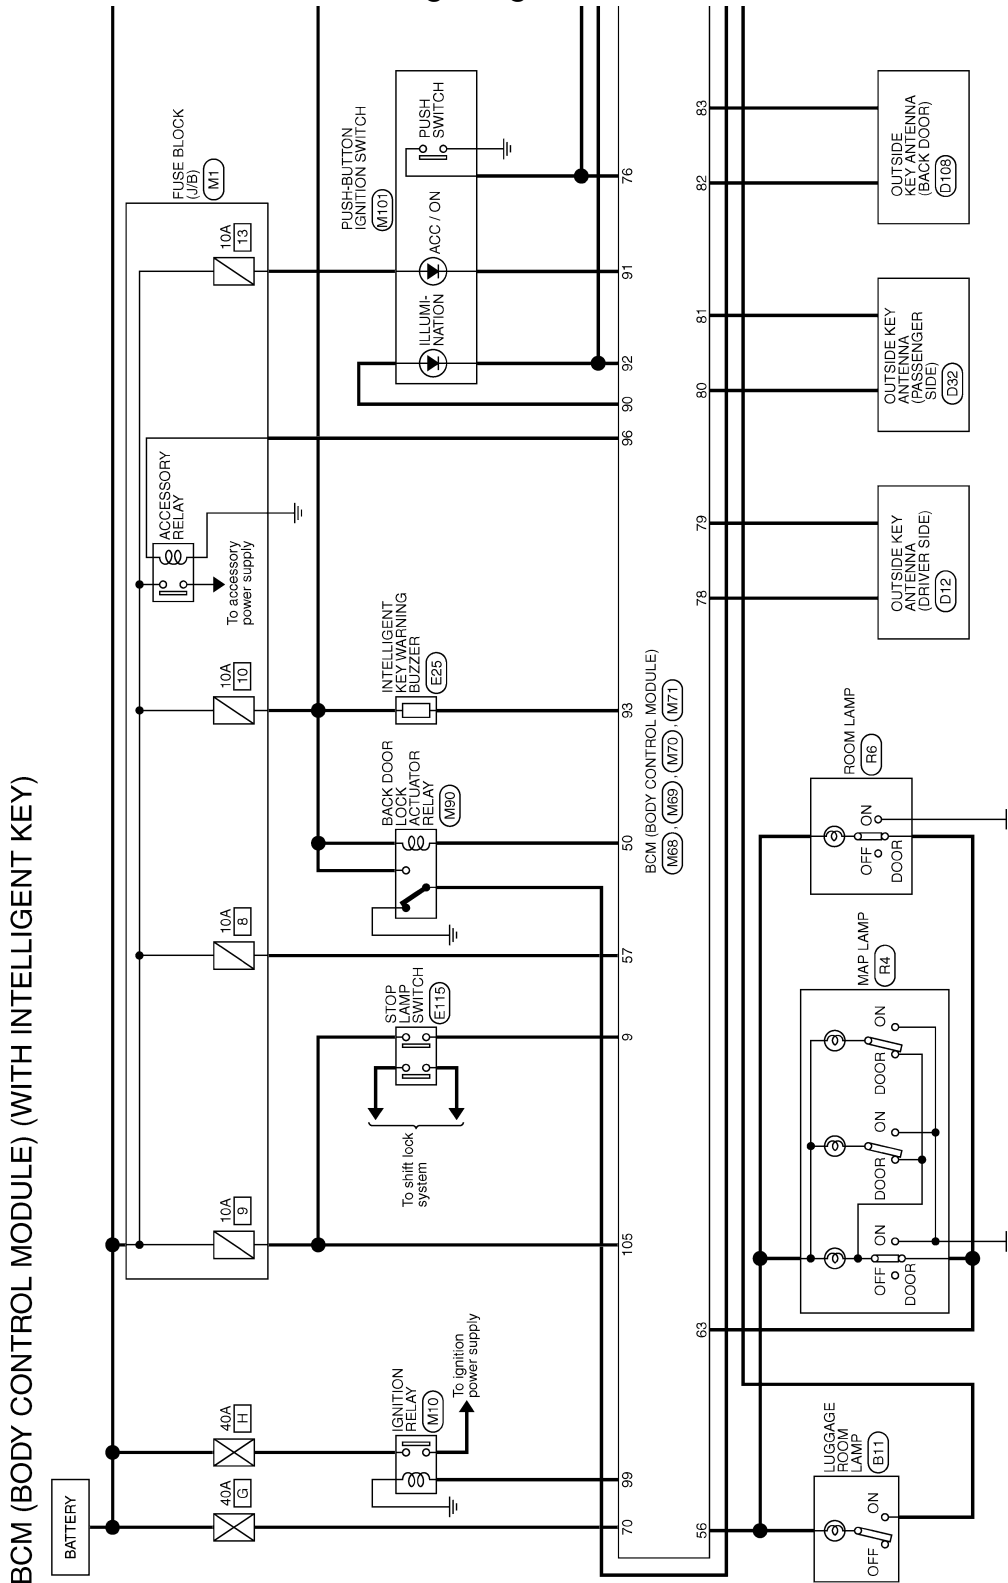 BCM (BODY CONTROL MODULE) (WITH INTELLIGENT KEY)
BATTERY
40A
G
40A
H
IGNITION
RELAY
M10
To ignition
power supply
FUSE BLOCK
(J/B)
M1
10A
9
10A
8
10A
10
10A
13
ACCESSORY
RELAY
To accessory
power supply
STOP
LAMP
SWITCH
E115
To shift lock
system
BACK DOOR
LOCK
ACTUATOR
RELAY
M90
INTELLIGENT
KEY WARNING
BUZZER
E25
PUSH-BUTTON
IGNITION SWITCH
M101
ILLUMI-
NATION
ACC / ON
PUSH
SWITCH
70
99
105
9
57
50
93
96
90
92
91
76
BCM (BODY CONTROL MODULE)
M68 , M69 , M70 , M71
56
63
78
79
80
81
82
83
LUGGAGE
ROOM
LAMP
B11
OFF
ON
MAP LAMP
R4
OFF
ON
DOOR
DOOR
ON
DOOR
ON
ROOM LAMP
R6
OFF
ON
DOOR
OUTSIDE KEY
ANTENNA
(DRIVER SIDE)
D12
OUTSIDE KEY
ANTENNA
(PASSENGER
SIDE)
D32
OUTSIDE
KEY ANTENNA
(BACK DOOR)
D108